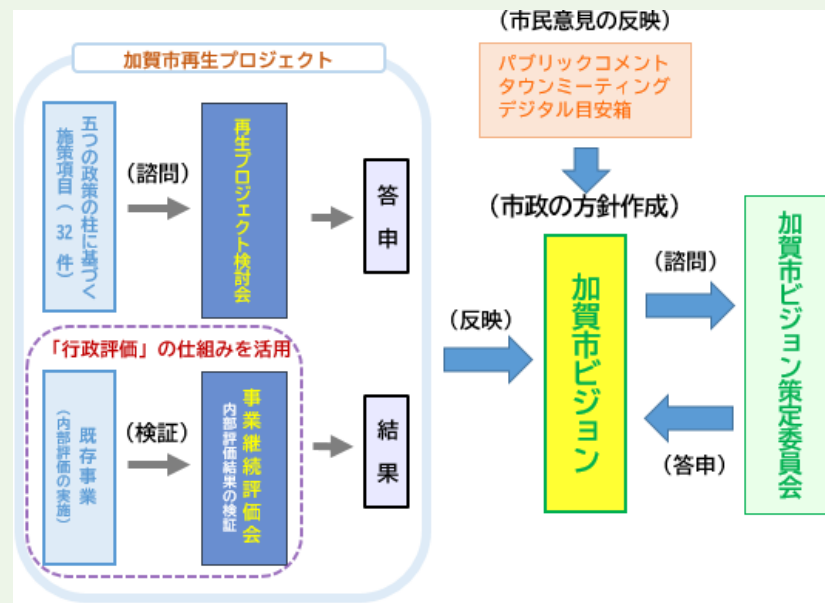 加賀市再生プロジェクト
五つの政策の柱に基づく
施策項目（32件）
（諮問）
再生プロジェクト検討会
答申
「行政評価」の仕組みを活用
既存事業
（内部評価の実施）
（検証）
事業継続評価会
内部評価結果の検証
結果
（反映）
（市民意見の反映）
パブリックコメント
タウンミーティング
デジタル目安箱
（市政の方針作成）
加賀市ビジョン
（諮問）
（答申）
加賀市ビジョン策定委員会